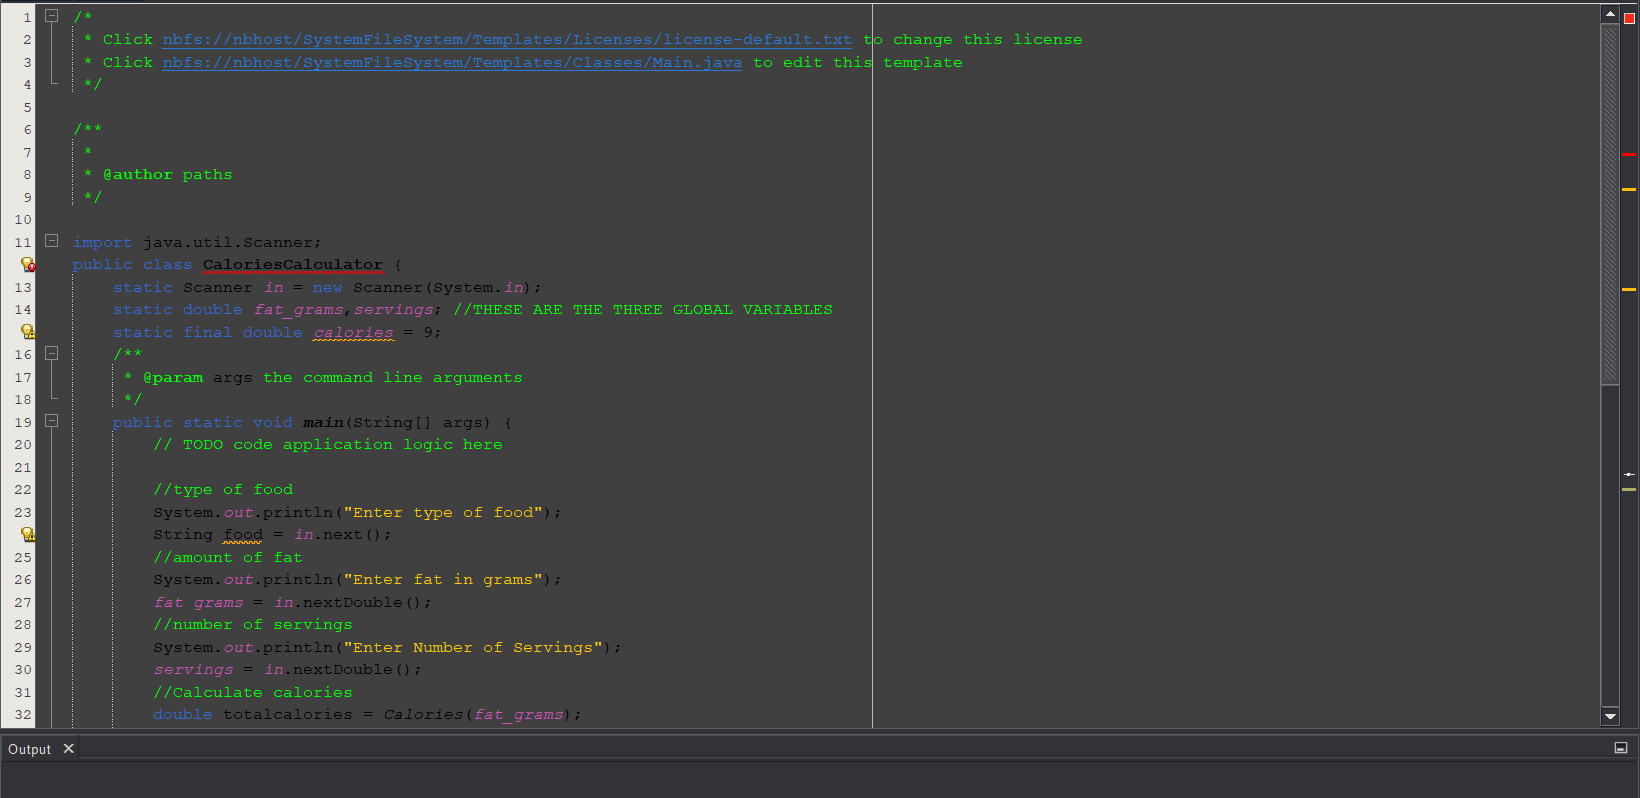 1 /*
2 * Click nbfs://nbhost/SystemFileSystem/Templates/Licenses/license-default.txt to change this license
3 * Click nbfs://nbhost/SystemFileSystem/Templates/Classes/Main.java to edit this template
4 */
5
6 /**
7 *
8 * @author paths
9 */
10
11 import java.util.Scanner;
public class CaloriesCalculator {
13 static Scanner in = new Scanner(System.in);
14 static double fat_grams,servings; //THESE ARE THE THREE GLOBAL VARIABLES
static final double calories = 9;
16 /**
17 * @param args the command line arguments
18 */
19 public static void main(String[] args) {
20 // TODO code application logic here
21
22 //type of food
23 System.out.println("Enter type of food");
String food = in.next();
25 //amount of fat
26 System.out.println("Enter fat in grams");
27 fat grams = in.nextDouble();
28 //number of servings
29 System.out.println("Enter Number of Servings");
30 servings = in.nextDouble();
31 //Calculate calories
32 double totalcalories = Calories(fat_grams);
Output